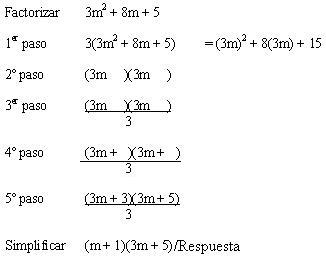 Factorizar 3m² + 8m + 5
1er paso 3(3m² + 8m + 5) = (3m)² + 8(3m) + 15
2º paso (3m )(3m )
3er paso (3m )(3m )
3
4º paso (3m + )(3m + )
3
5º paso (3m + 3)(3m + 5)
3
Simplificar (m + 1)(3m + 5)/Respuesta